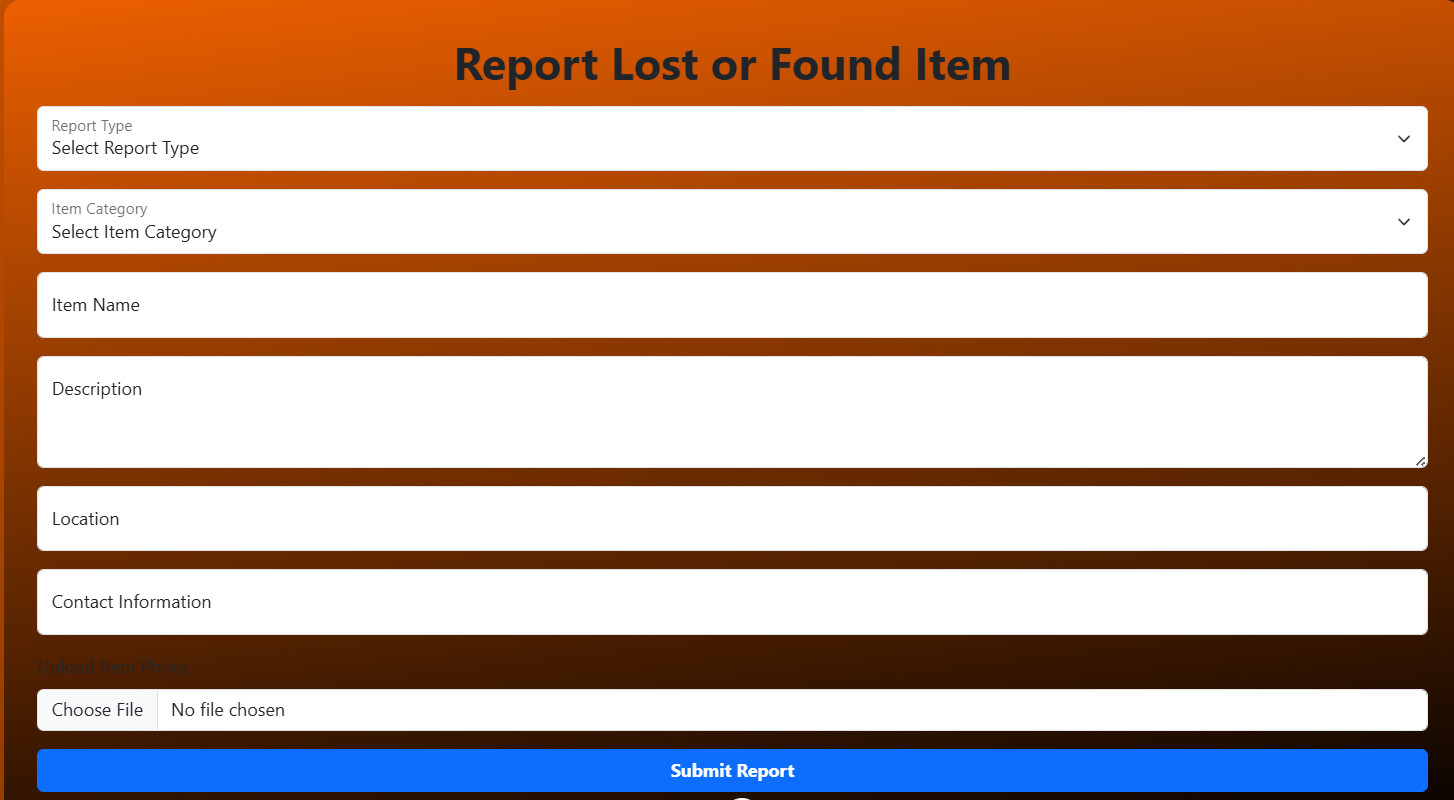 Report Lost or Found Item
Report Type
Select Report Type
Item Category
Select Item Category
Item Name
Description
Location
Contact Information
Upload Item Photo
Choose File No file chosen
Submit Report